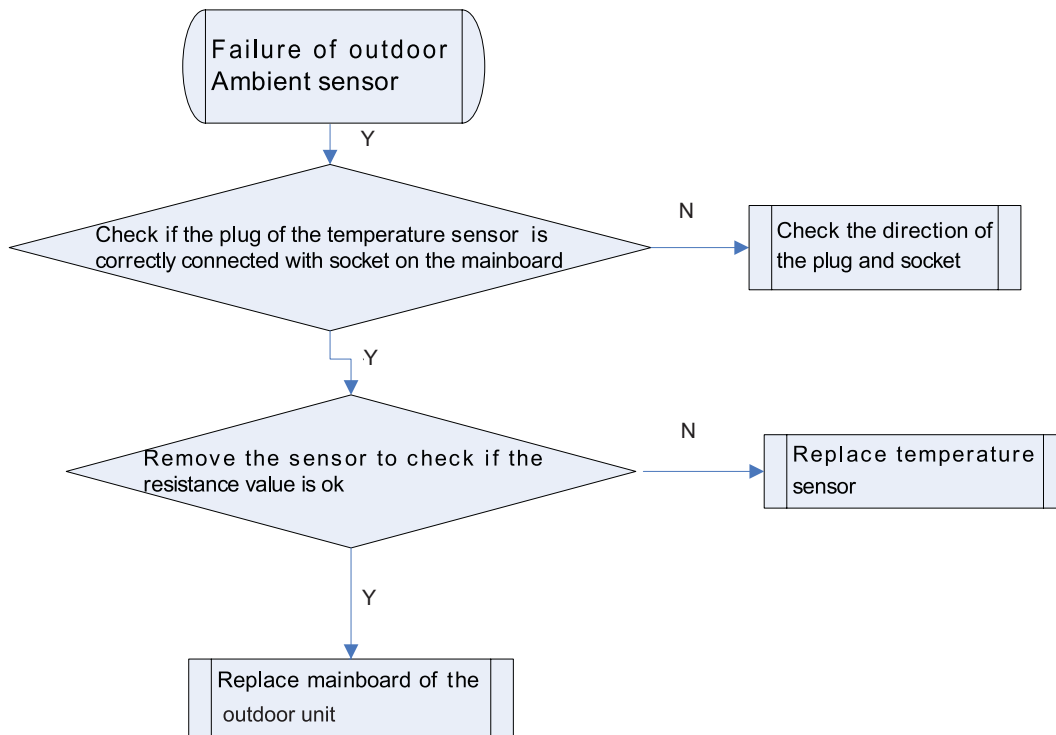 Failure of outdoor
Ambient sensor
Y
Check if the plug of the temperature sensor is
correctly connected with socket on the mainboard
N
Check the direction of
the plug and socket
Y
Remove the sensor to check if the
resistance value is ok
N
Replace temperature
sensor
Y
Replace mainboard of the
outdoor unit